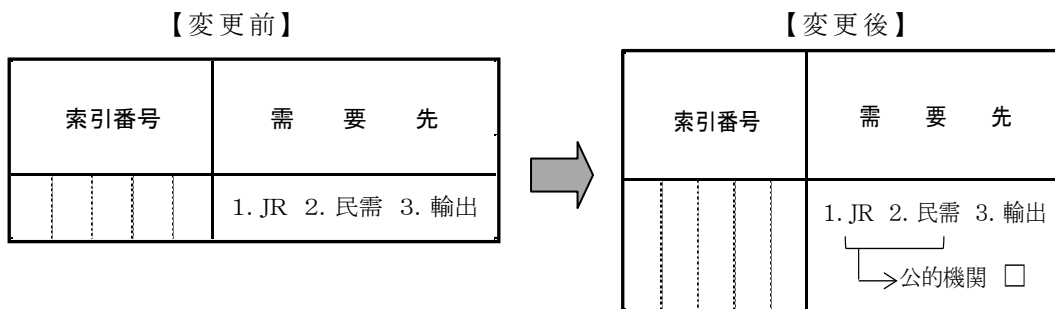 【変更前】
索引番号 需要先
1. JR 2. 民需 3. 輸出
【変更後】
索引番号 需要先
1. JR 2. 民需 3. 輸出
公的機関 □